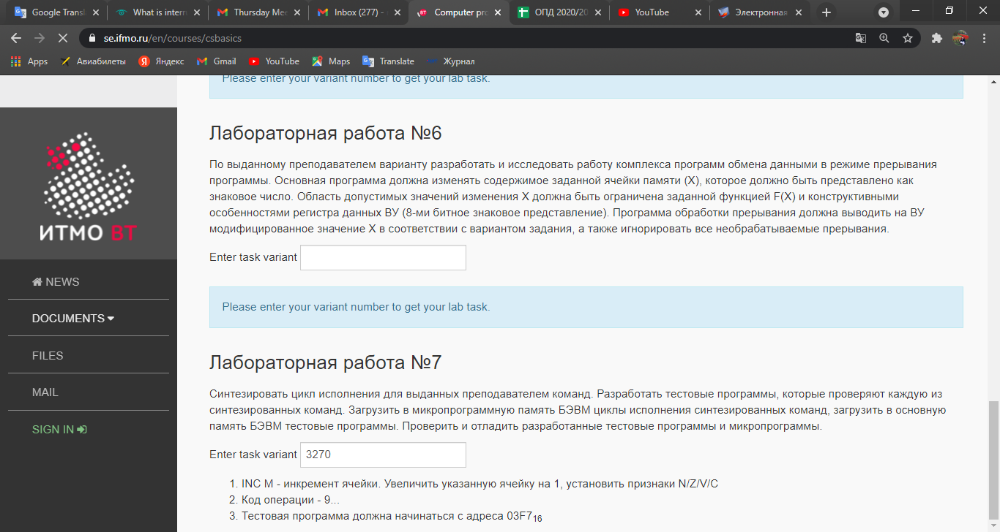 Google Transl
What is interr
Thursday Mee
Inbox (277) -
Computer pro
ОПД 2020/20
YouTube
Электронная
se.ifmo.ru/en/courses/csbasics
Apps
Авиабилеты
Яндекс
Gmail
YouTube
Maps
Translate
Журнал
Please enter your variant number to get your lab task.
ИТМО ВТ
NEWS
DOCUMENTS
FILES
MAIL
SIGN IN
Лабораторная работа №6
По выданному преподавателем варианту разработать и исследовать работу комплекса программ обмена данными в режиме прерывания
программы. Основная программа должна изменять содержимое заданной ячейки памяти (X), которое должно быть представлено как
знаковое число. Область допустимых значений изменения X должна быть ограничена заданной функцией F(X) и конструктивными
особенностями регистра данных ВУ (8-ми битное знаковое представление). Программа обработки прерывания должна выводить на ВУ
модифицированное значение X в соответствии с вариантом задания, а также игнорировать все необрабатываемые прерывания.
Enter task variant
Please enter your variant number to get your lab task.
Лабораторная работа №7
Синтезировать цикл исполнения для выданных преподавателем команд. Разработать тестовые программы, которые проверяют каждую из
синтезированных команд. Загрузить в микропрограммную память БЭВМ циклы исполнения синтезированных команд, загрузить в основную
память БЭВМ тестовые программы. Проверить и отладить разработанные тестовые программы и микропрограммы.
Enter task variant 3270
1. INC M - инкремент ячейки. Увеличить указанную ячейку на 1, установить признаки N/Z/V/C
2. Код операции - 9...
3. Тестовая программа должна начинаться с адреса 03F7₁₆